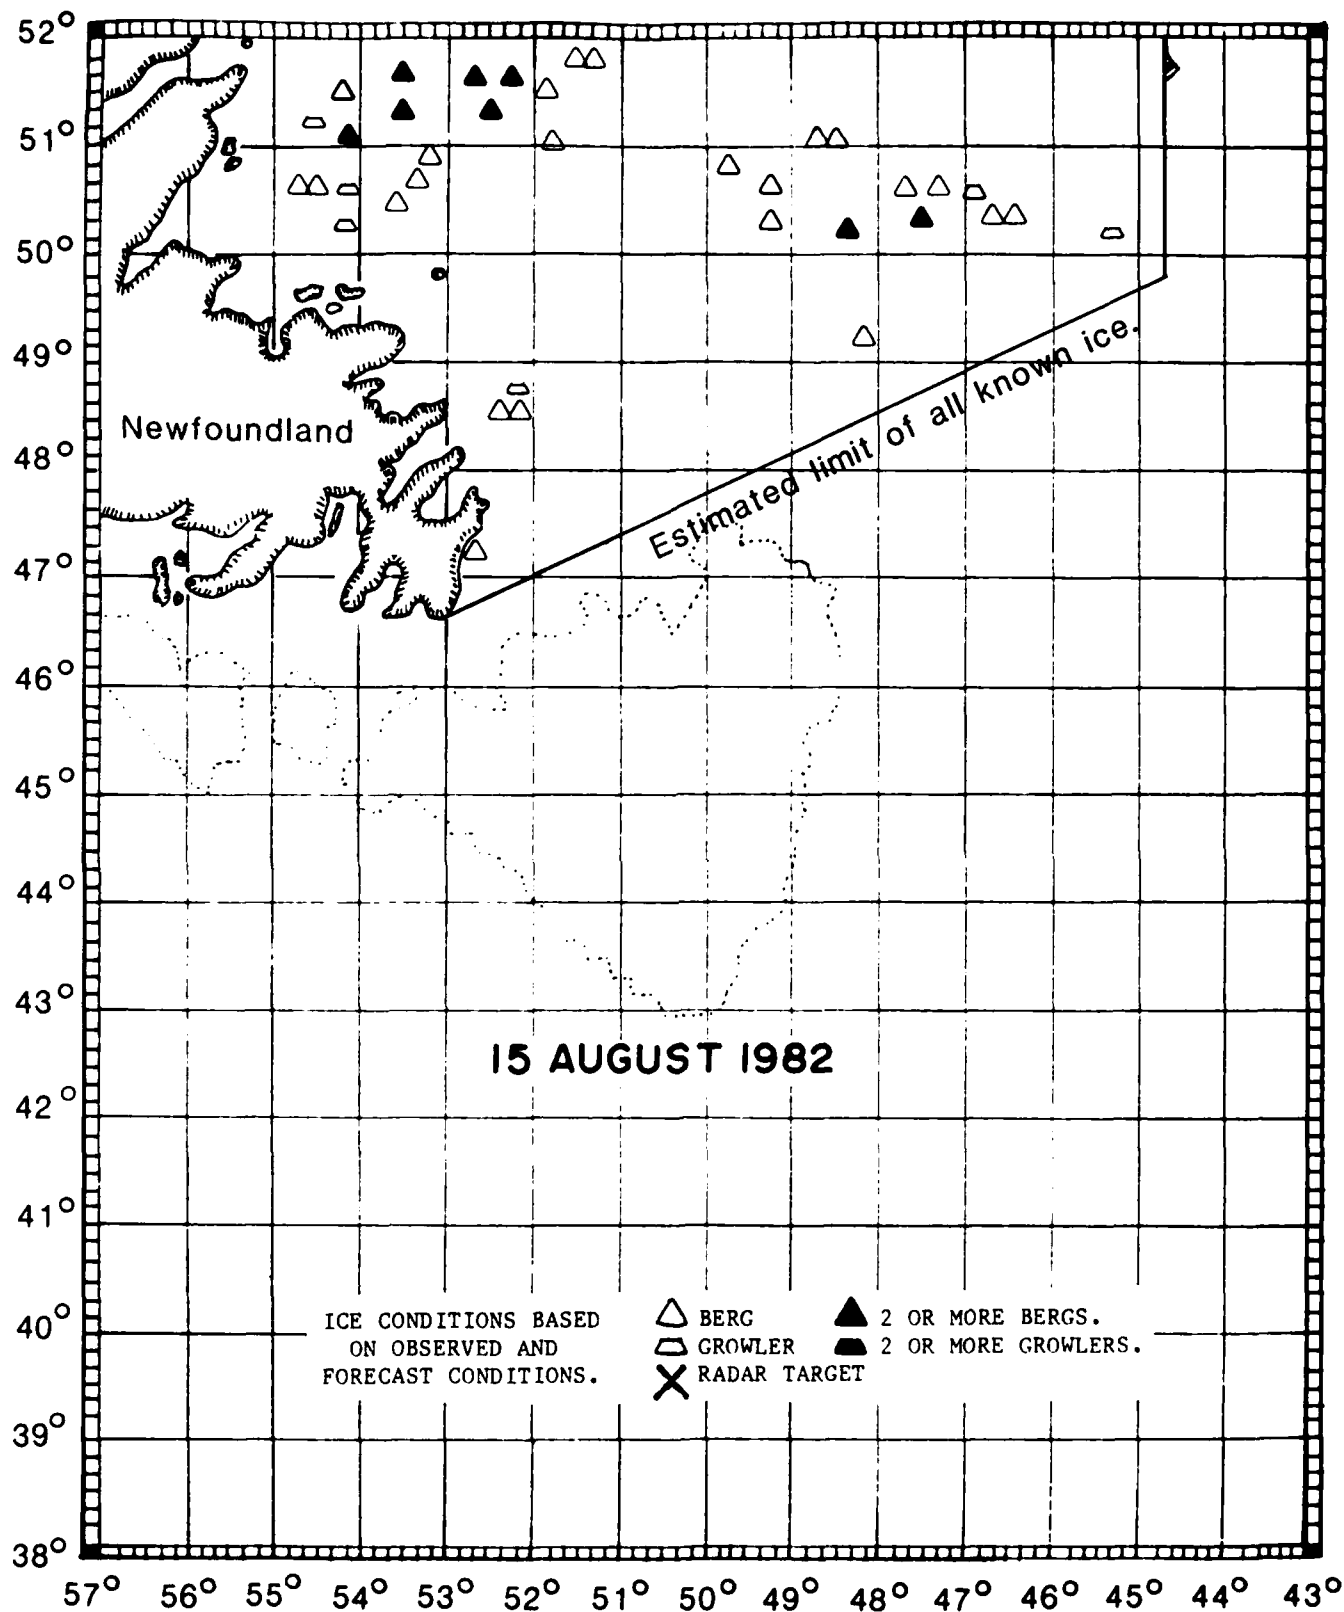 52°
51°
50°
49°
48°
47°
46°
45°
44°
43°
42°
41°
40°
39°
38°
Newfoundland
Estimated limit of all known ice.
15 AUGUST 1982
ICE CONDITIONS BASED
ON OBSERVED AND
FORECAST CONDITIONS.
BERG
GROWLER
RADAR TARGET
2 OR MORE BERGS.
2 OR MORE GROWLERS.
57° 56° 55° 54° 53° 52° 51° 50° 49° 48° 47° 46° 45° 44° 43°